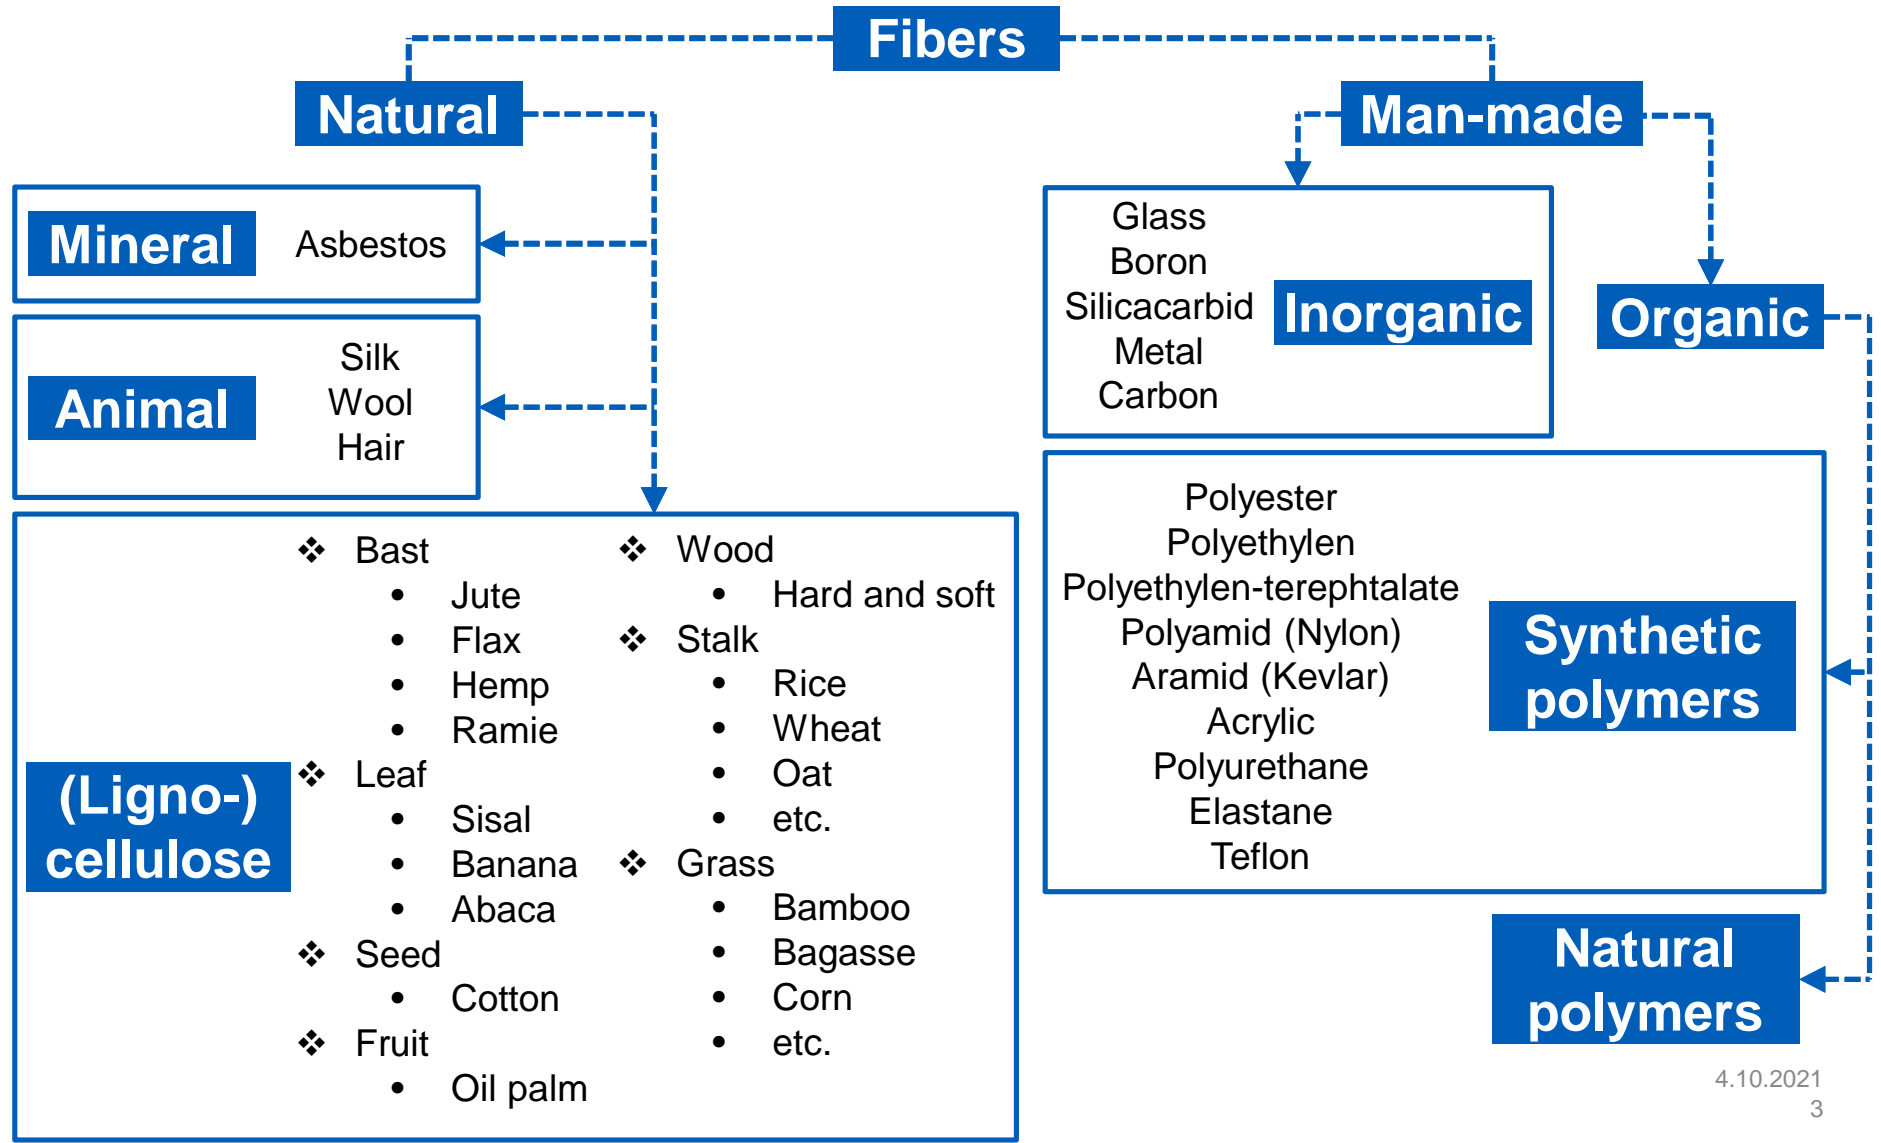 Fibers
Natural
Mineral
Asbestos
Animal
Silk
Wool
Hair
(Ligno-)
cellulose
❖ Bast
• Jute
• Flax
• Hemp
• Ramie
❖ Leaf
• Sisal
• Banana
• Abaca
❖ Seed
• Cotton
❖ Fruit
• Oil palm
❖ Wood
• Hard and soft
❖ Stalk
• Rice
• Wheat
• Oat
• etc.
❖ Grass
• Bamboo
• Bagasse
• Corn
• etc.
Man-made
Glass
Boron
Silicacarbid
Metal
Carbon
Inorganic
Organic
Polyester
Polyethylen
Polyethylen-terephtalate
Polyamid (Nylon)
Aramid (Kevlar)
Acrylic
Polyurethane
Elastane
Teflon
Synthetic
polymers
Natural
polymers
4.10.2021
3